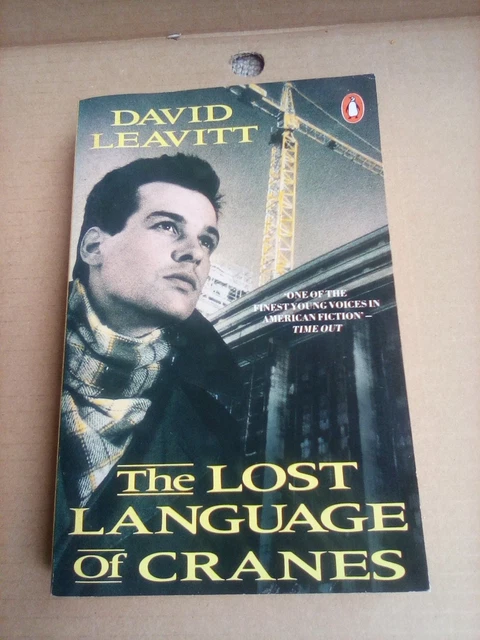 DAVID
LEAVITT
'ONE OF THE
FINEST YOUNG VOICES IN
AMERICAN FICTION' –
TIME OUT
The LOST
LANGUAGE
of CRANES